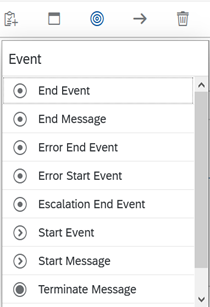 Event
End Event
End Message
Error End Event
Error Start Event
Escalation End Event
Start Event
Start Message
Terminate Message